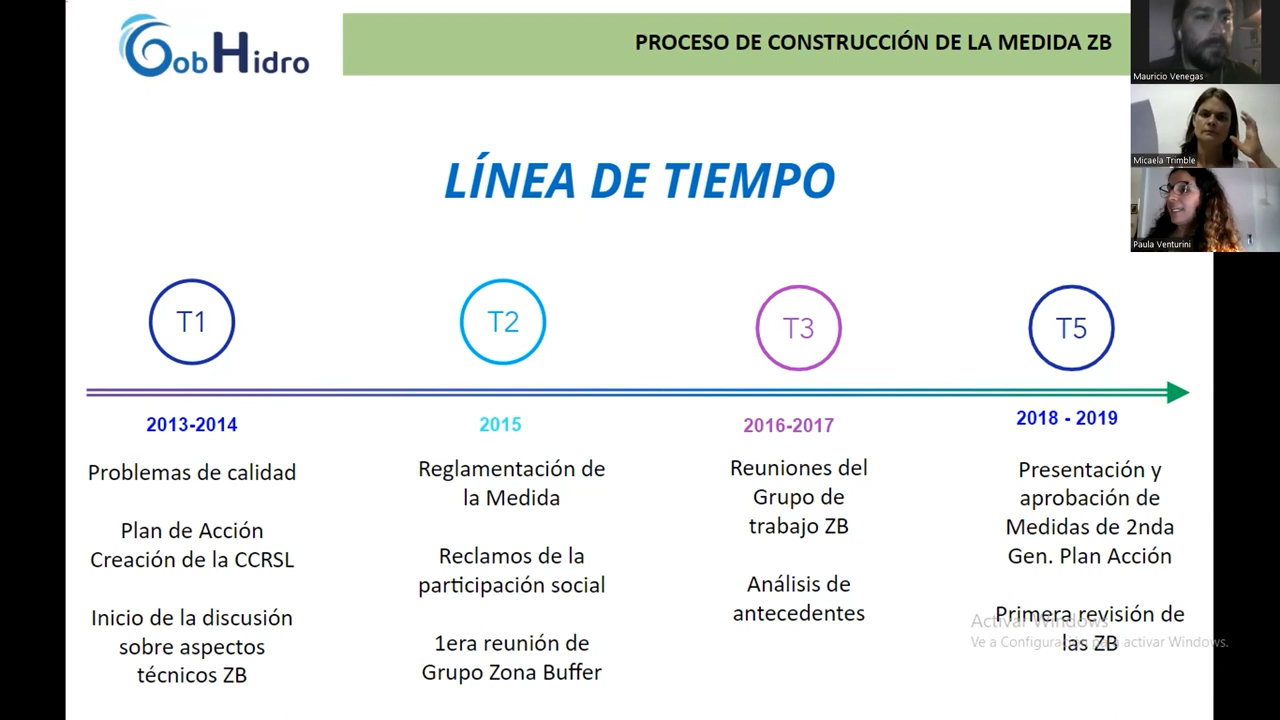 GobHidro
PROCESO DE CONSTRUCCIÓN DE LA MEDIDA ZB
Mauricio Venegas
Micaela Trimble
Paula Venturini
LÍNEA DE TIEMPO
T1
T2
T3
T5
2013-2014
2015
2016-2017
2018 - 2019
Problemas de calidad
Plan de Acción
Creación de la CCRSL
Inicio de la discusión
sobre aspectos
técnicos ZB
Reglamentación de
la Medida
Reclamos de la
participación social
1era reunión de
Grupo Zona Buffer
Reuniones del
Grupo de
trabajo ZB
Análisis de
antecedentes
Presentación y
aprobación de
Medidas de 2nda
Gen. Plan Acción
Primera revisión de
las ZB
Activar Windows
Ve a Configuración para activar Windows.